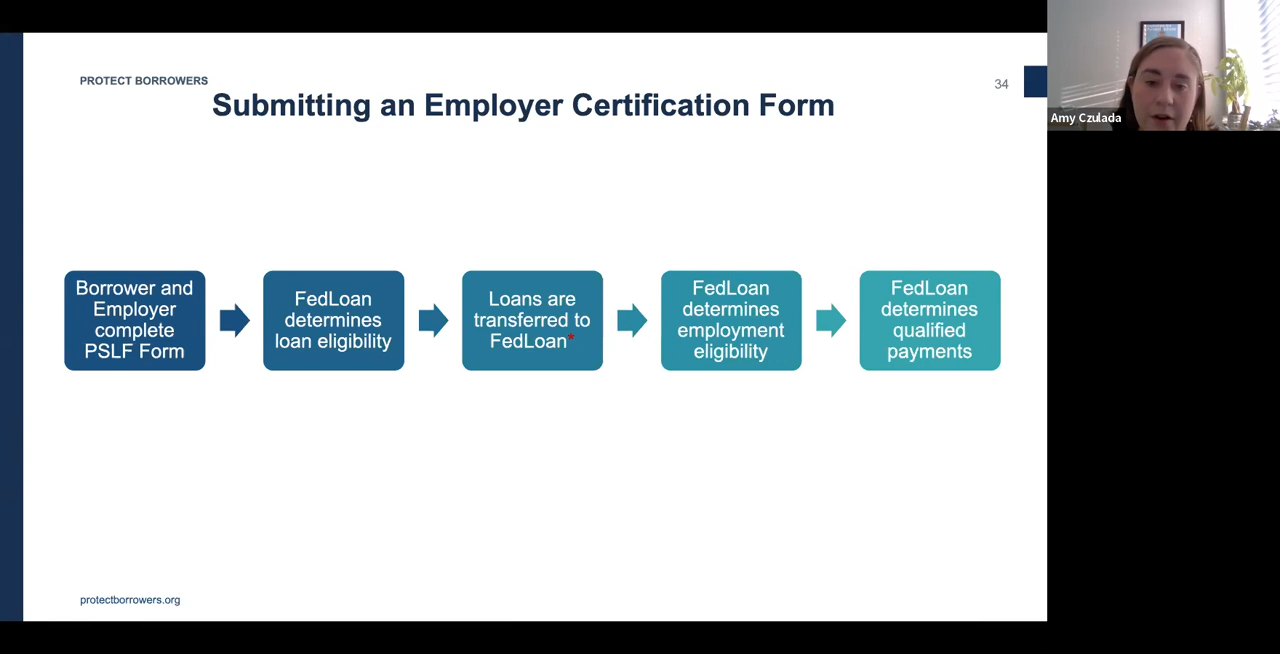 PROTECT BORROWERS
34
Submitting an Employer Certification Form
Amy Czulada
Borrower and
Employer
complete
PSLF Form
FedLoan
determines
loan eligibility
Loans are
transferred to
FedLoan*
FedLoan
determines
employment
eligibility
FedLoan
determines
qualified
payments
protectborrowers.org